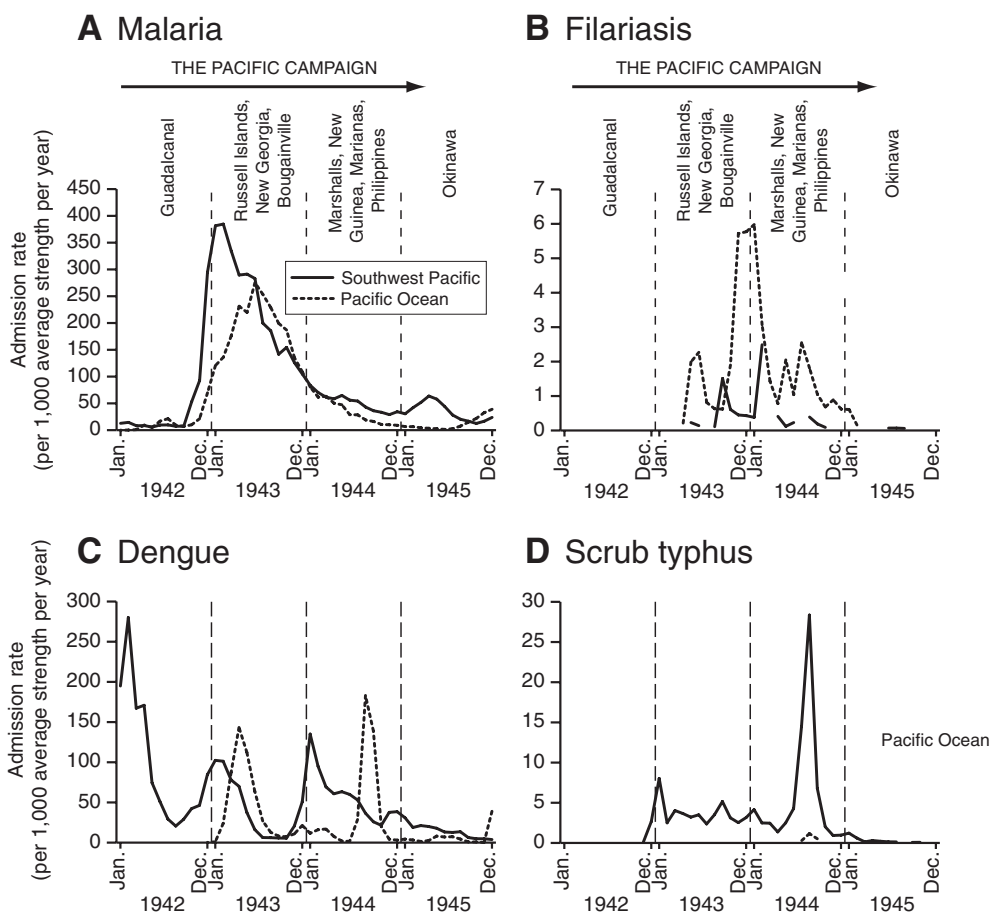 A Malaria
THE PACIFIC CAMPAIGN
Guadalcanal
Russell Islands,
New Georgia,
Bougainville
Marshalls, New
Guinea, Marianas,
Philippines
Okinawa
Admission rate
(per 1,000 average strength per year)
450
400
350
300
250
200
150
100
50
0
Southwest Pacific
Pacific Ocean
Jan.
Dec.
Jan.
Dec.
Jan.
Dec.
Jan.
Dec.
1942
1943
1944
1945
B Filariasis
THE PACIFIC CAMPAIGN
Guadalcanal
Russell Islands,
New Georgia,
Bougainville
Marshalls, New
Guinea, Marianas,
Philippines
Okinawa
7
6
5
4
3
2
1
0
Jan.
Dec.
Jan.
Dec.
Jan.
Dec.
Jan.
Dec.
1942
1943
1944
1945
C Dengue
Admission rate
(per 1,000 average strength per year)
300
250
200
150
100
50
0
Jan.
Dec.
Jan.
Dec.
Jan.
Dec.
Jan.
Dec.
1942
1943
1944
1945
D Scrub typhus
30
25
20
15
10
5
0
Pacific Ocean
Jan.
Dec.
Jan.
Dec.
Jan.
Dec.
Jan.
Dec.
1942
1943
1944
1945